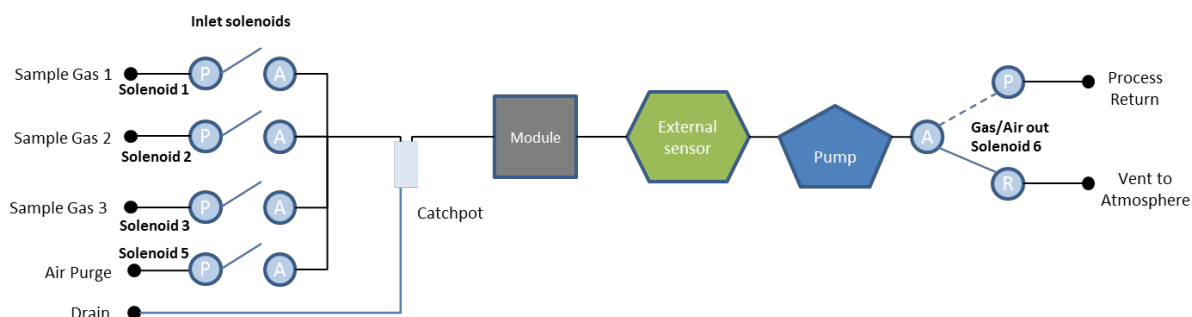 Inlet solenoids
Sample Gas 1
Solenoid 1
P
A
Sample Gas 2
Solenoid 2
P
A
Sample Gas 3
Solenoid 3
P
A
Air Purge
Solenoid 5
P
A
Drain
Catchpot
Module
External
sensor
Pump
A
Gas/Air out
Solenoid 6
P
Process
Return
R
Vent to
Atmosphere